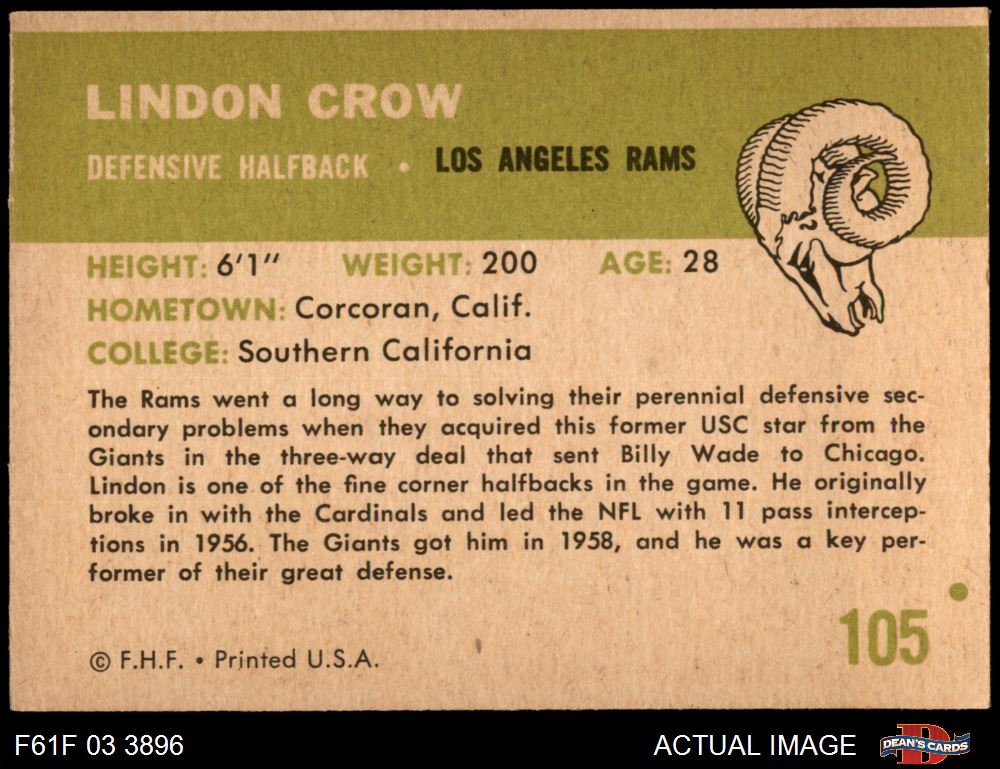 LINDON CROW
DEFENSIVE HALFBACK • LOS ANGELES RAMS
HEIGHT: 6'1" WEIGHT: 200 AGE: 28
HOMETOWN: Corcoran, Calif.
COLLEGE: Southern California
The Rams went a long way to solving their perennial defensive sec-
ondary problems when they acquired this former USC star from the
Giants in the three-way deal that sent Billy Wade to Chicago.
Lindon is one of the fine corner halfbacks in the game. He originally
broke in with the Cardinals and led the NFL with 11 pass intercep-
tions in 1956. The Giants got him in 1958, and he was a key per-
former of their great defense.
105
© F.H.F. • Printed U.S.A.
F61F 03 3896 ACTUAL IMAGE D DEAN'S CARDS